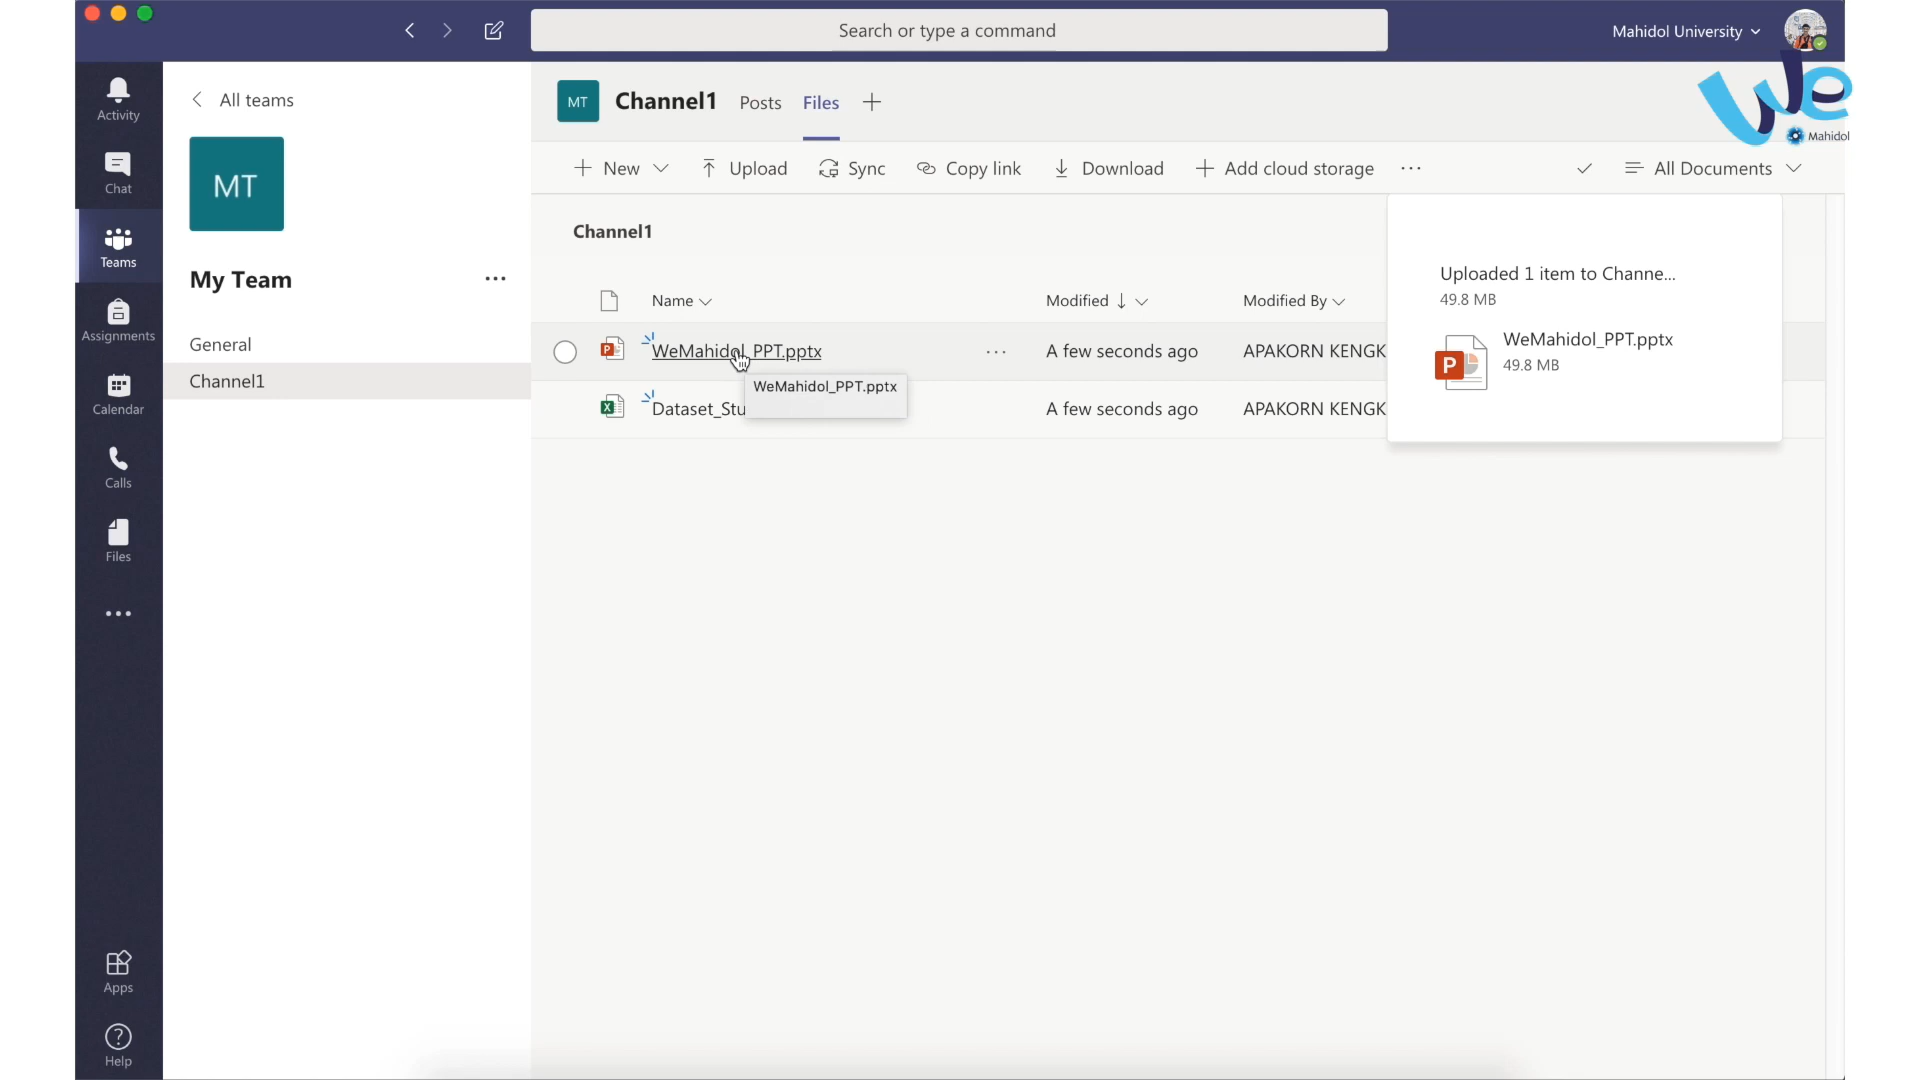 Search or type a command
Mahidol University
We
Mahidol
Activity
Chat
Teams
Assignments
Calendar
Calls
Files
Apps
Help
All teams
MT
My Team
General
Channel1
MT
Channel1
Posts
Files
New
Upload
Sync
Copy link
Download
Add cloud storage
All Documents
Channel1
Name
Modified
Modified By
WeMahidol_PPT.pptx
A few seconds ago
APAKORN KENGK
WeMahidol_PPT.pptx
Dataset_Stu
A few seconds ago
APAKORN KENGK
Uploaded 1 item to Channe...
49.8 MB
WeMahidol_PPT.pptx
49.8 MB